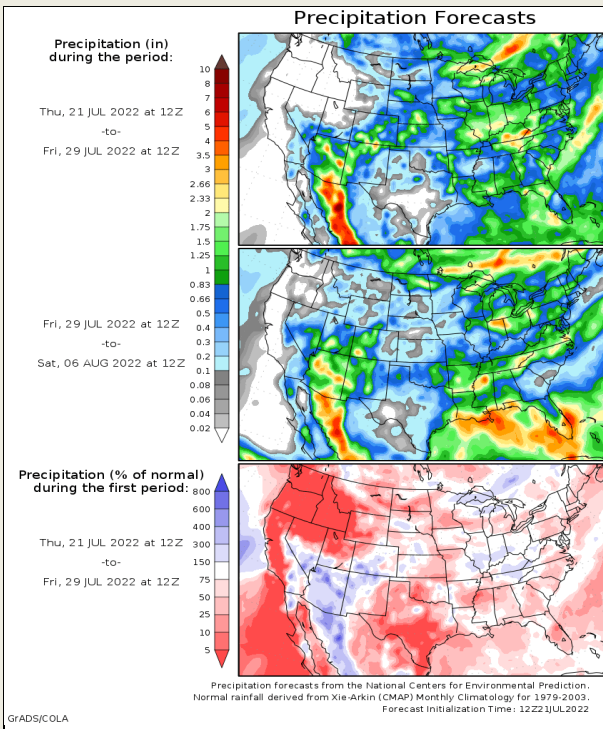 Precipitation Forecasts
Precipitation (in)
during the period:
Thu, 21 JUL 2022 at 12Z
-to-
Fri, 29 JUL 2022 at 12Z
10
8
7
6
5
4
3.5
3
2.66
2.33
2
1.75
1.5
1.25
1
0.83
0.66
0.5
0.4
0.3
0.2
0.1
0.08
0.06
0.04
0.02
Fri, 29 JUL 2022 at 12Z
-to-
Sat, 06 AUG 2022 at 12Z
Precipitation (% of normal)
during the first period:
Thu, 21 JUL 2022 at 12Z
-to-
Fri, 29 JUL 2022 at 12Z
800
600
400
300
150
75
50
25
10
5
Precipitation forecasts from the National Centers for Environmental Prediction.
Normal rainfall derived from Xie-Arkin (CMAP) Monthly Climatology for 1979-2003.
Forecast Initialization Time: 12Z21JUL2022
GrADS/COLA